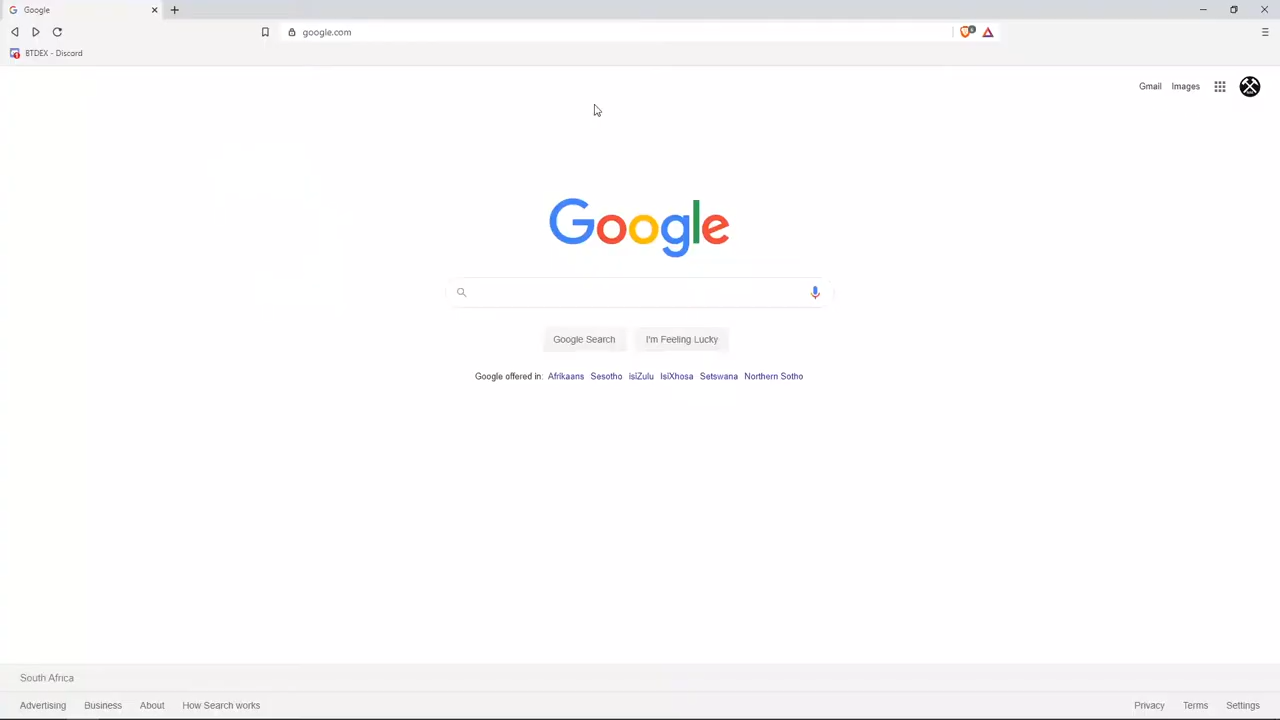 Google
google.com
BTDEX - Discord
Gmail Images
Google
Google Search I'm Feeling Lucky
Google offered in: Afrikaans Sesotho isiZulu IsiXhosa Setswana Northern Sotho
South Africa
Advertising Business About How Search works Privacy Terms Settings